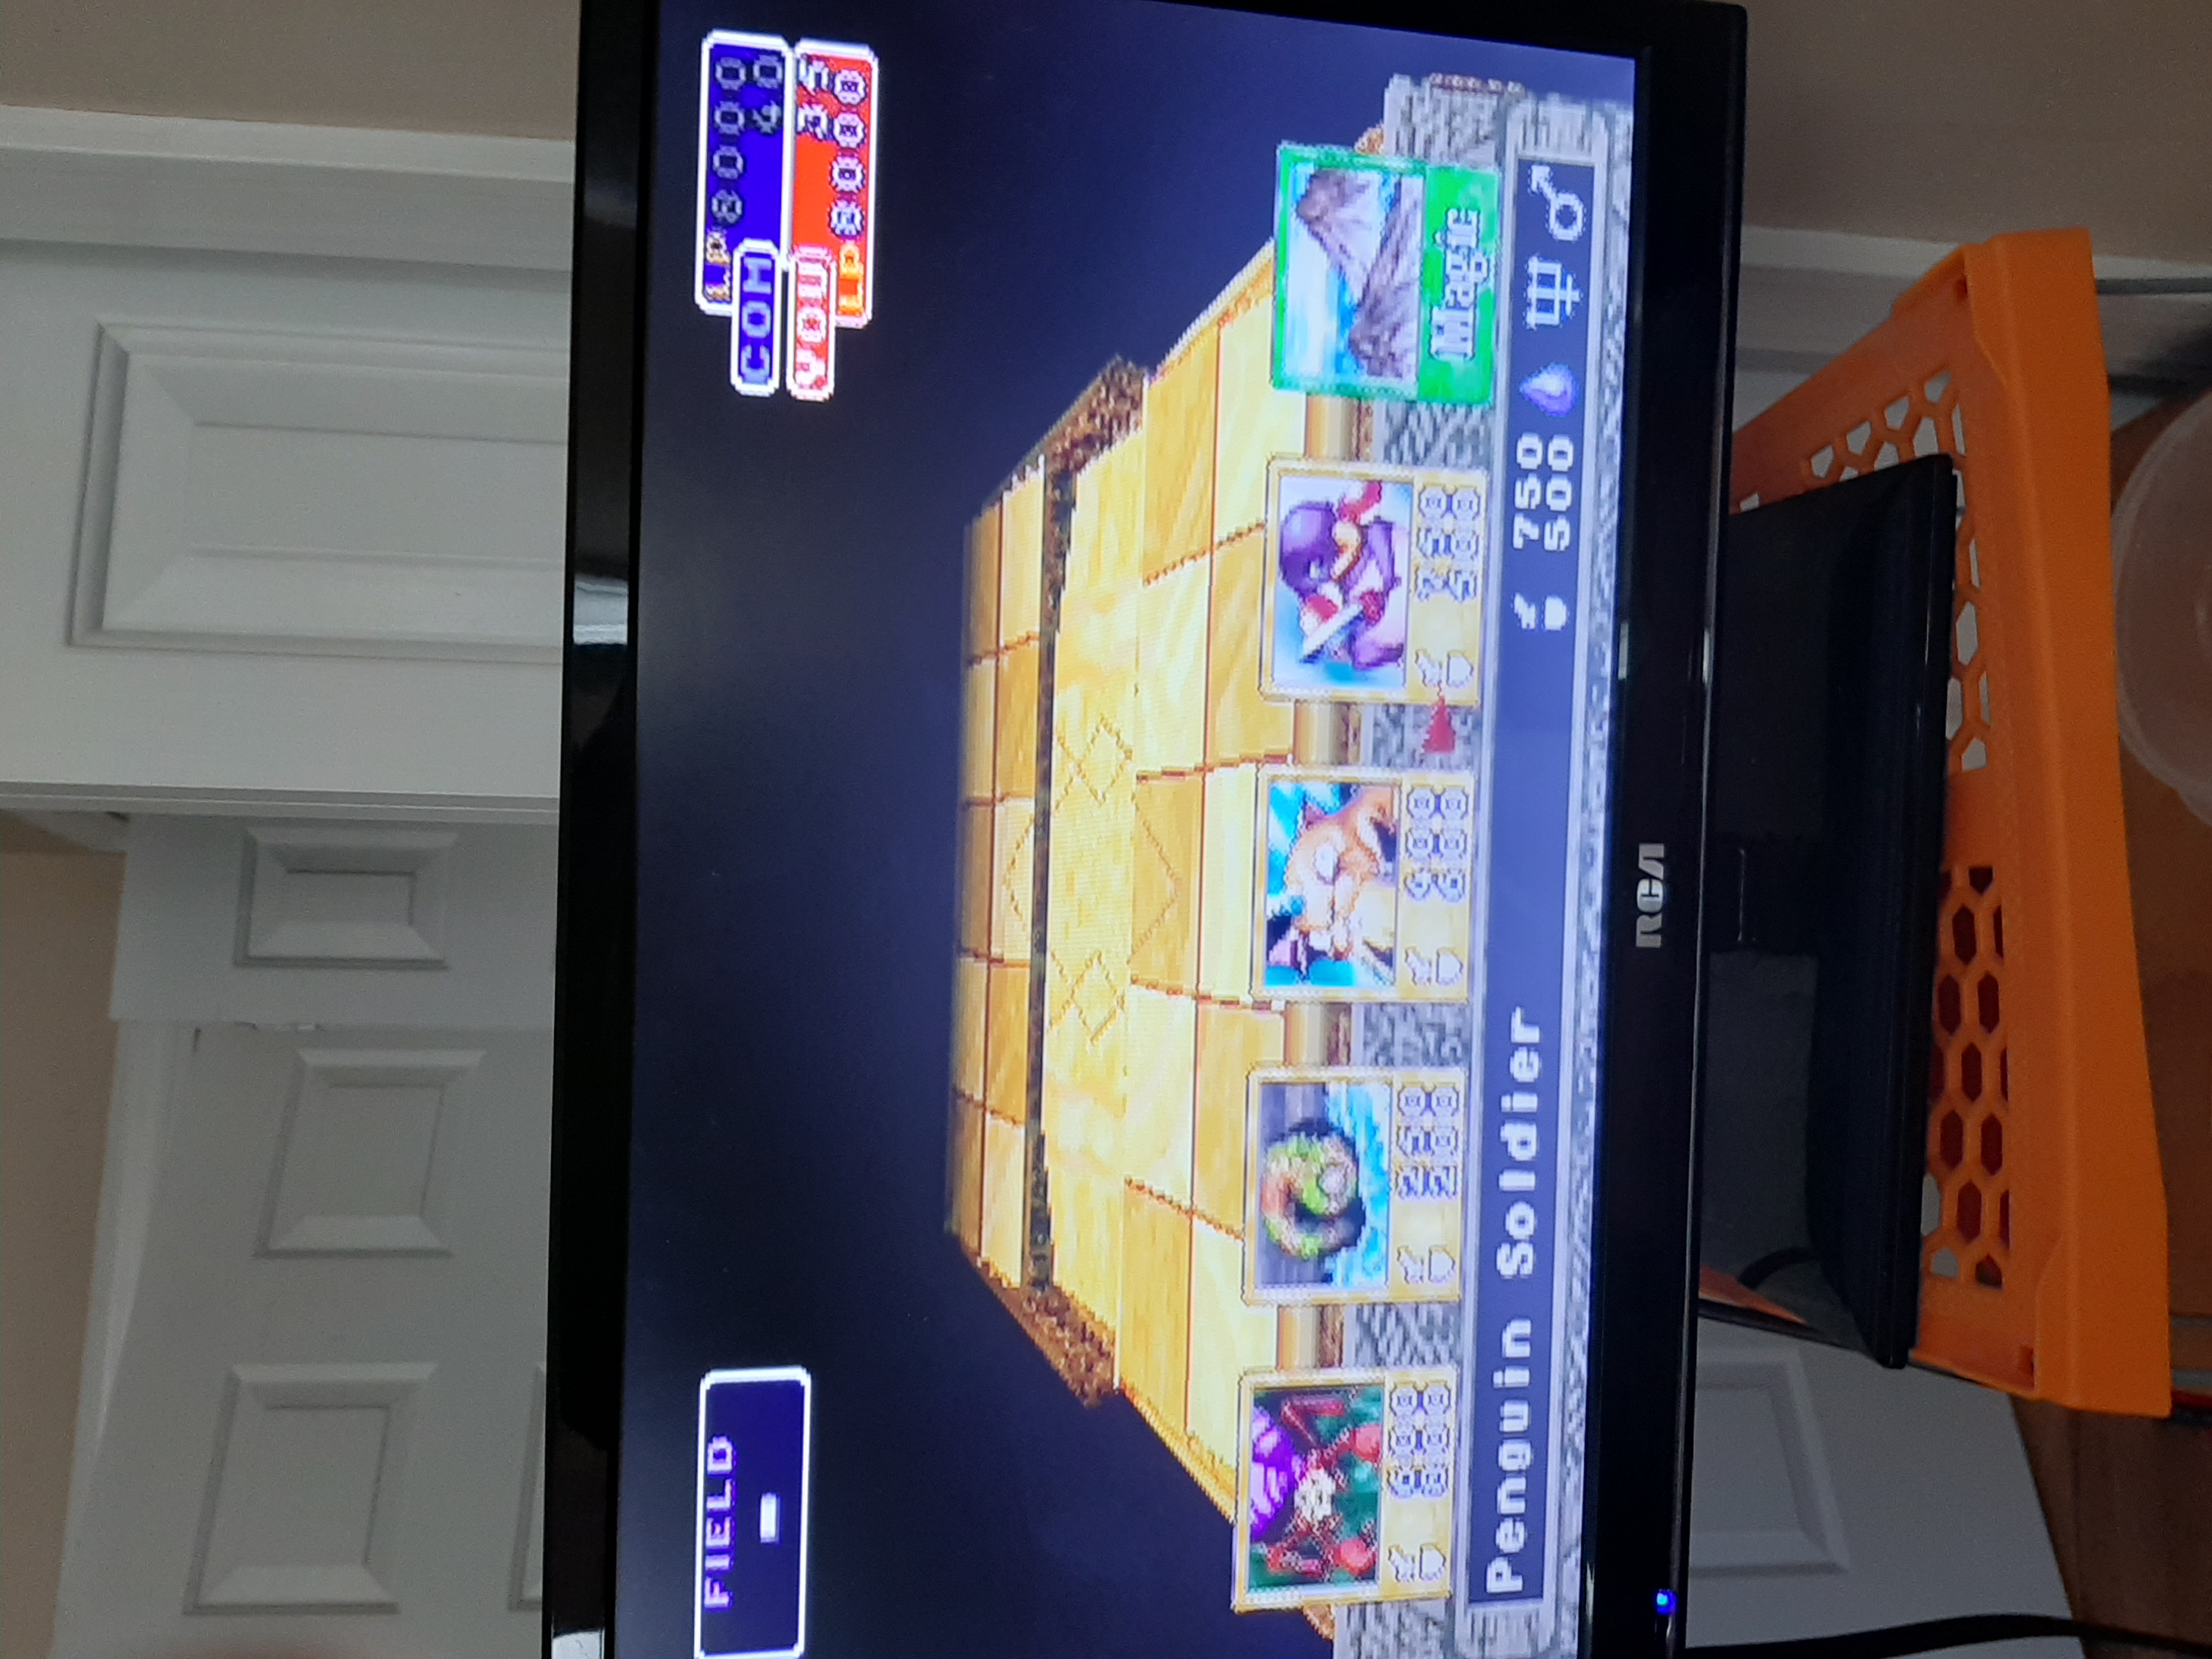 FIELD
LP 8000
COM 40
YOU 35
LP 8000
Magic
Penguin Soldier
750
500
RCA